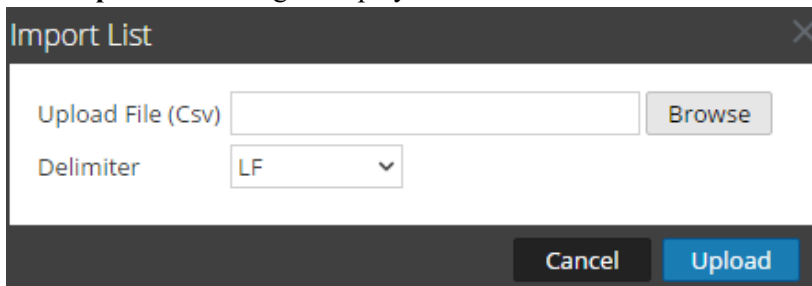 Import List
Upload File (Csv) Browse
Delimiter LF
Cancel Upload